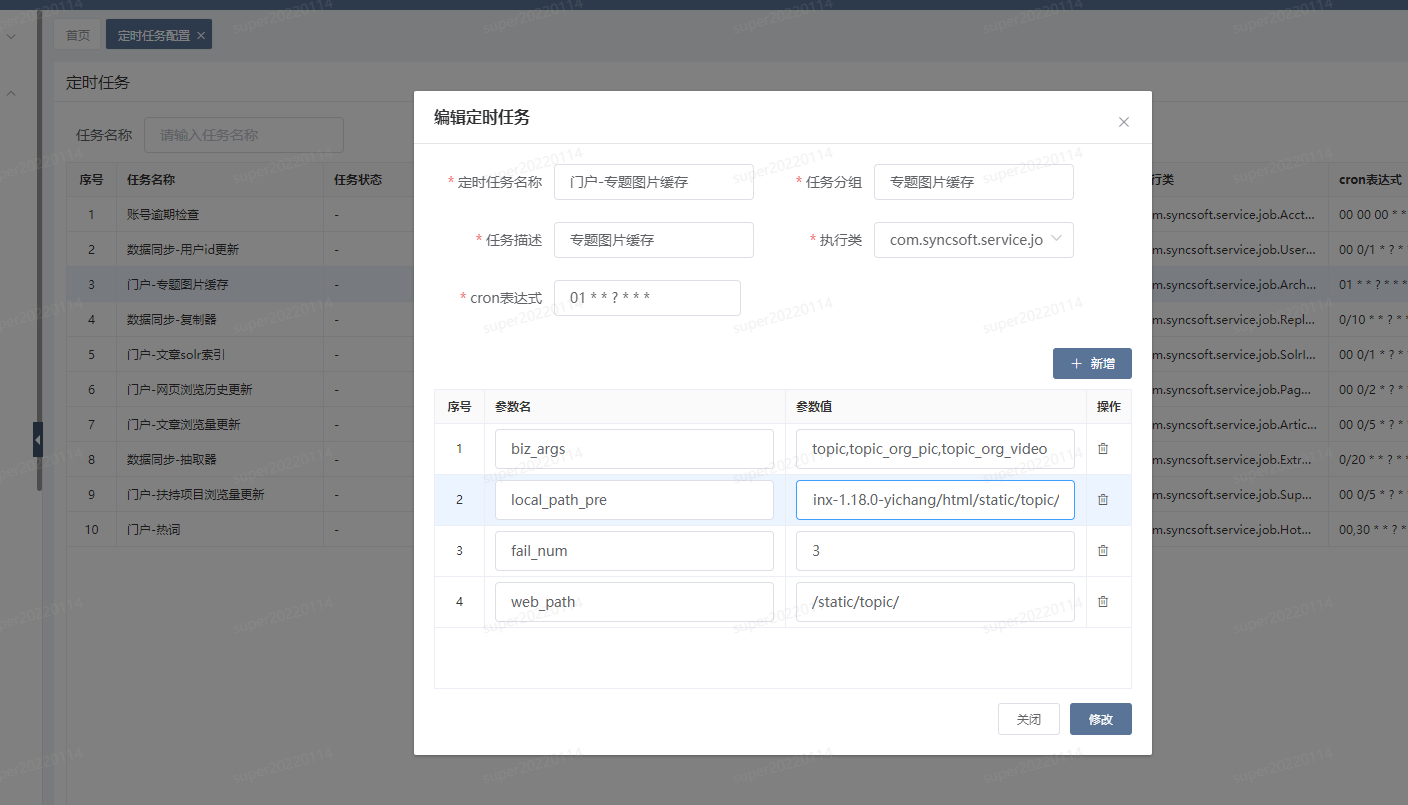 首页
定时任务配置
定时任务
任务名称 请输入任务名称
序号 任务名称 任务状态 行类 cron表达式
1 账号逾期检查 - m.syncsoft.service.job.Acct... 00 00 00 * *
2 数据同步-用户id更新 - m.syncsoft.service.job.User... 00 0/1 * ? *
3 门户-专题图片缓存 - m.syncsoft.service.job.Arch... 01 * * ? * * *
4 数据同步-复制器 - m.syncsoft.service.job.Repl... 0/10 * * ? *
5 门户-文章solr索引 - m.syncsoft.service.job.SolrI... 00 0/1 * ? *
6 门户-网页浏览历史更新 - m.syncsoft.service.job.Pag... 00 0/2 * ? *
7 门户-文章浏览量更新 - m.syncsoft.service.job.Artic... 00 0/5 * ? *
8 数据同步-抽取器 - m.syncsoft.service.job.Extr... 0/20 * * ? *
9 门户-扶持项目浏览量更新 - m.syncsoft.service.job.Sup... 00 0/5 * ? *
10 门户-热词 - m.syncsoft.service.job.Hot... 00,30 * * ? *
编辑定时任务
* 定时任务名称 门户-专题图片缓存 * 任务分组 专题图片缓存
* 任务描述 专题图片缓存 * 执行类 com.syncsoft.service.jo
* cron表达式 01 * * ? * * *
新增
序号 参数名 参数值 操作
1 biz_args topic,topic_org_pic,topic_org_video
2 local_path_pre inx-1.18.0-yichang/html/static/topic/
3 fail_num 3
4 web_path /static/topic/
关闭 修改
super20220114